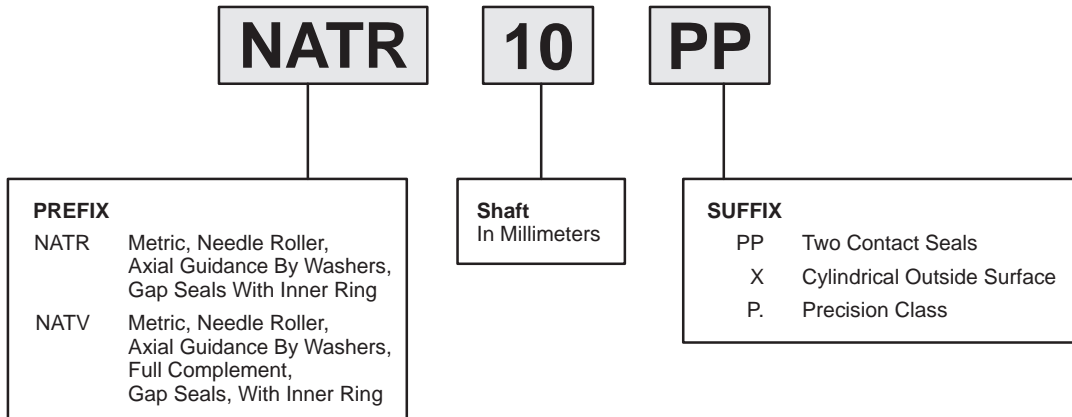 NATR 10 PP
PREFIX
NATR Metric, Needle Roller,
Axial Guidance By Washers,
Gap Seals With Inner Ring
NATV Metric, Needle Roller,
Axial Guidance By Washers,
Full Complement,
Gap Seals, With Inner Ring
Shaft
In Millimeters
SUFFIX
PP Two Contact Seals
X Cylindrical Outside Surface
P. Precision Class